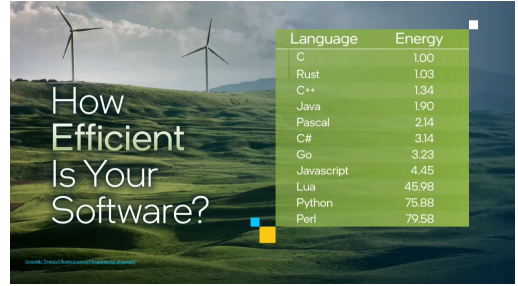 How
Efficient
Is Your
Software?
Language Energy
C 1.00
Rust 1.03
C++ 1.34
Java 1.90
Pascal 2.14
C# 3.14
Go 3.23
Javascript 4.45
Lua 45.98
Python 75.88
Perl 79.58